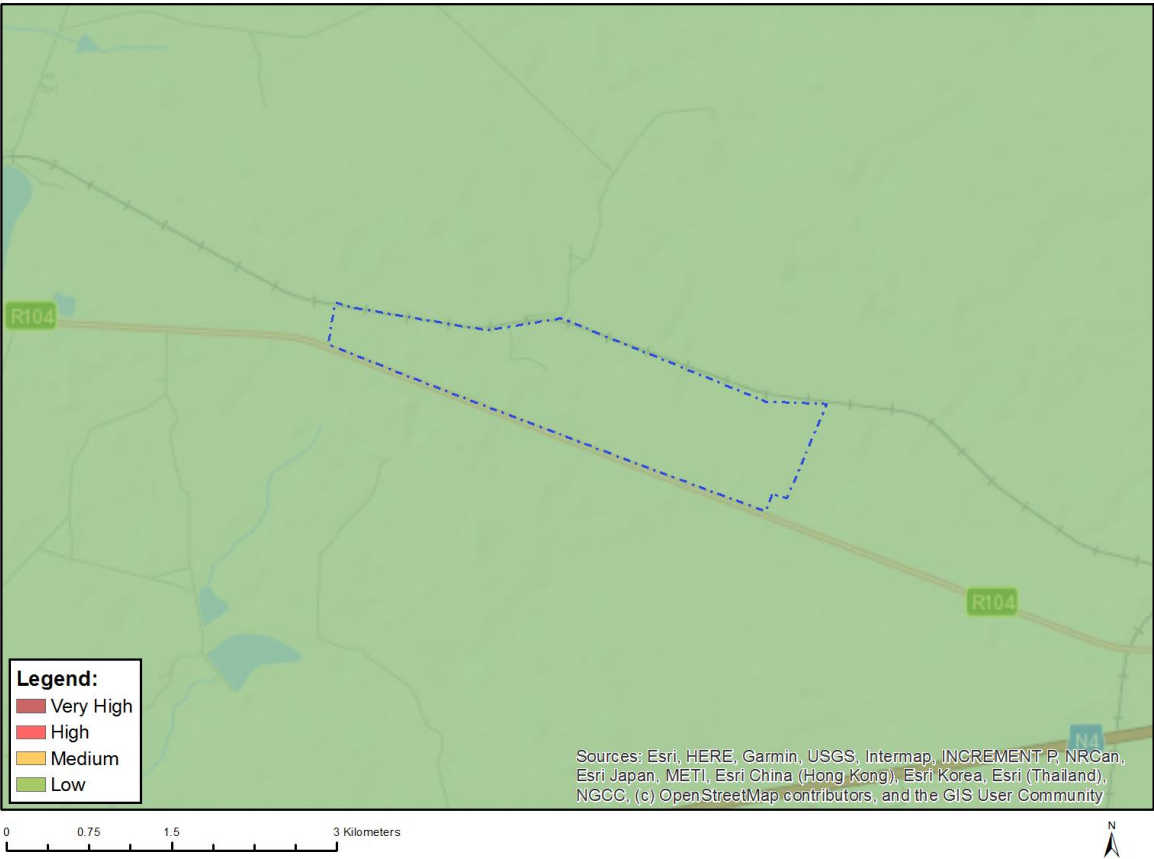 R104
R104
N4
Legend:
Very High
High
Medium
Low
Sources: Esri, HERE, Garmin, USGS, Intermap, INCREMENT P, NRCan,
Esri Japan, METI, Esri China (Hong Kong), Esri Korea, Esri (Thailand),
NGCC, (c) OpenStreetMap contributors, and the GIS User Community
0 0.75 1.5 3 Kilometers
N